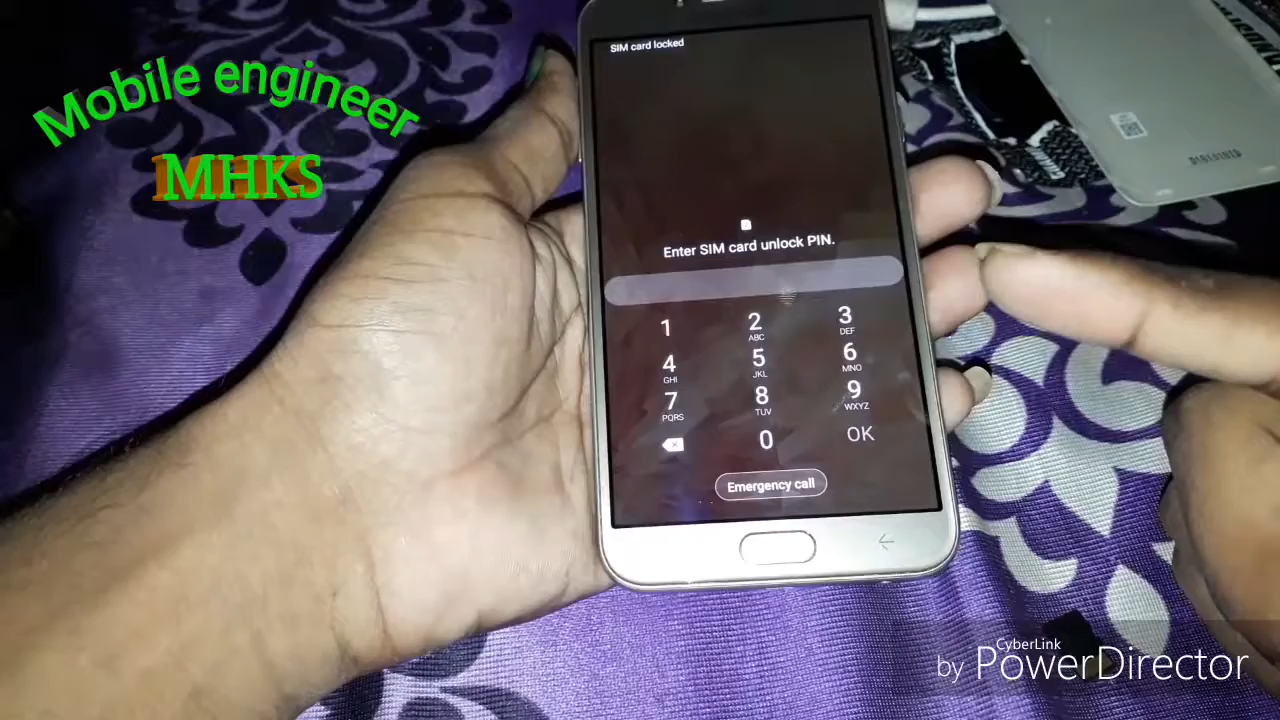 Mobile engineer
MHKS
SIM card locked
Enter SIM card unlock PIN.
1
2
ABC
3
DEF
4
GHI
5
JKL
6
MNO
7
PQRS
8
TUV
9
WXYZ
0
OK
Emergency call
CyberLink
by PowerDirector